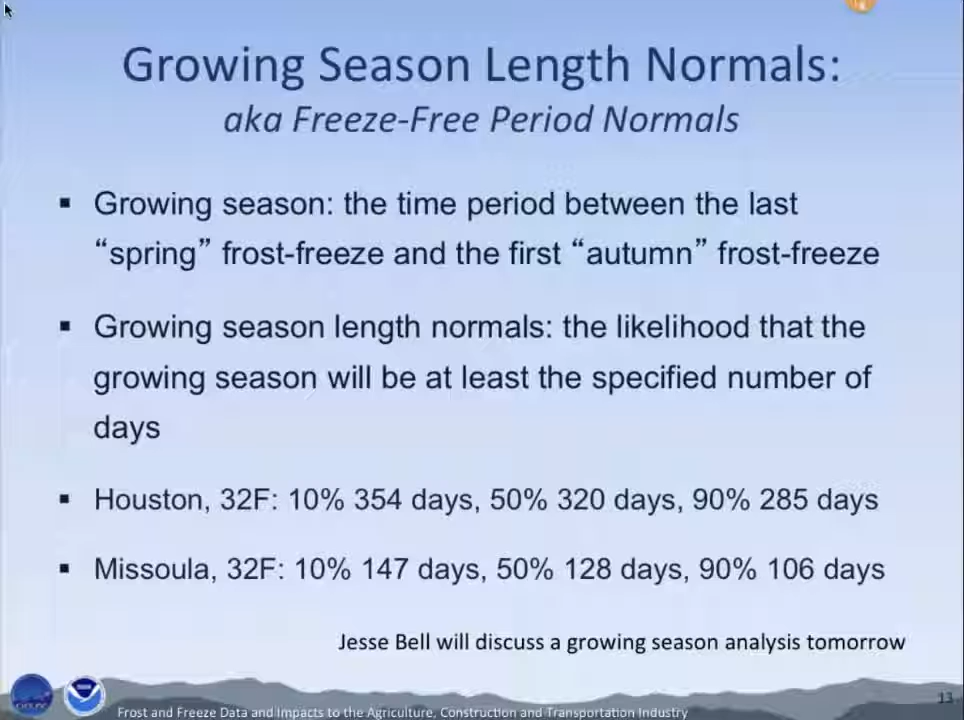 Growing Season Length Normals:
aka Freeze-Free Period Normals
▪ Growing season: the time period between the last
“spring” frost-freeze and the first “autumn” frost-freeze
▪ Growing season length normals: the likelihood that the
growing season will be at least the specified number of
days
▪ Houston, 32F: 10% 354 days, 50% 320 days, 90% 285 days
▪ Missoula, 32F: 10% 147 days, 50% 128 days, 90% 106 days
Jesse Bell will discuss a growing season analysis tomorrow
13
Frost and Freeze Data and Impacts to the Agriculture, Construction and Transportation Industry